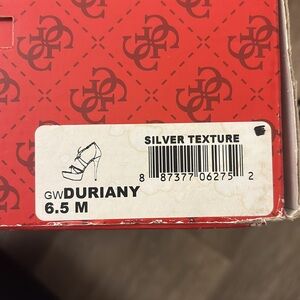 SILVER TEXTURE
8 87377 06275 2
GWDURIANY
6.5 M